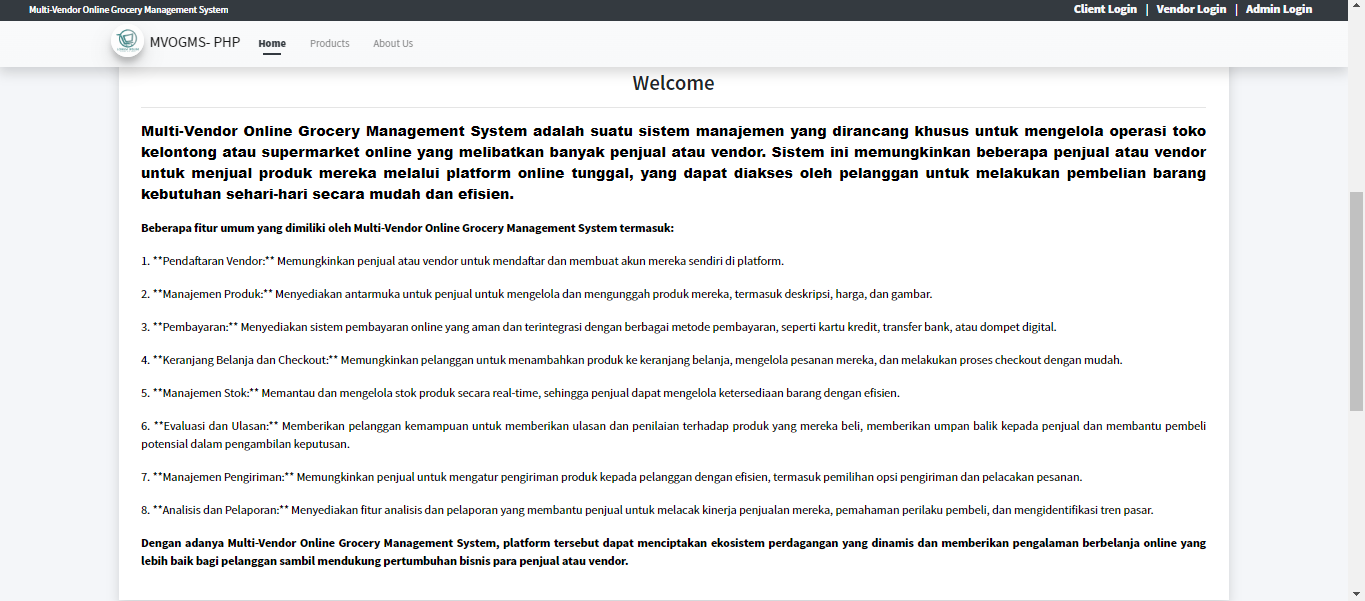 Multi-Vendor Online Grocery Management System
Client Login | Vendor Login | Admin Login
MVOGMS- PHP Home Products About Us
Welcome
Multi-Vendor Online Grocery Management System adalah suatu sistem manajemen yang dirancang khusus untuk mengelola operasi toko
kelontong atau supermarket online yang melibatkan banyak penjual atau vendor. Sistem ini memungkinkan beberapa penjual atau vendor
untuk menjual produk mereka melalui platform online tunggal, yang dapat diakses oleh pelanggan untuk melakukan pembelian barang
kebutuhan sehari-hari secara mudah dan efisien.
Beberapa fitur umum yang dimiliki oleh Multi-Vendor Online Grocery Management System termasuk:
1. **Pendaftaran Vendor:** Memungkinkan penjual atau vendor untuk mendaftar dan membuat akun mereka sendiri di platform.
2. **Manajemen Produk:** Menyediakan antarmuka untuk penjual untuk mengelola dan mengunggah produk mereka, termasuk deskripsi, harga, dan gambar.
3. **Pembayaran:** Menyediakan sistem pembayaran online yang aman dan terintegrasi dengan berbagai metode pembayaran, seperti kartu kredit, transfer bank, atau dompet digital.
4. **Keranjang Belanja dan Checkout:** Memungkinkan pelanggan untuk menambahkan produk ke keranjang belanja, mengelola pesanan mereka, dan melakukan proses checkout dengan mudah.
5. **Manajemen Stok:** Memantau dan mengelola stok produk secara real-time, sehingga penjual dapat mengelola ketersediaan barang dengan efisien.
6. **Evaluasi dan Ulasan:** Memberikan pelanggan kemampuan untuk memberikan ulasan dan penilaian terhadap produk yang mereka beli, memberikan umpan balik kepada penjual dan membantu pembeli
potensial dalam pengambilan keputusan.
7. **Manajemen Pengiriman:** Memungkinkan penjual untuk mengatur pengiriman produk kepada pelanggan dengan efisien, termasuk pemilihan opsi pengiriman dan pelacakan pesanan.
8. **Analisis dan Pelaporan:** Menyediakan fitur analisis dan pelaporan yang membantu penjual untuk melacak kinerja penjualan mereka, pemahaman perilaku pembeli, dan mengidentifikasi tren pasar.
Dengan adanya Multi-Vendor Online Grocery Management System, platform tersebut dapat menciptakan ekosistem perdagangan yang dinamis dan memberikan pengalaman berbelanja online yang
lebih baik bagi pelanggan sambil mendukung pertumbuhan bisnis para penjual atau vendor.